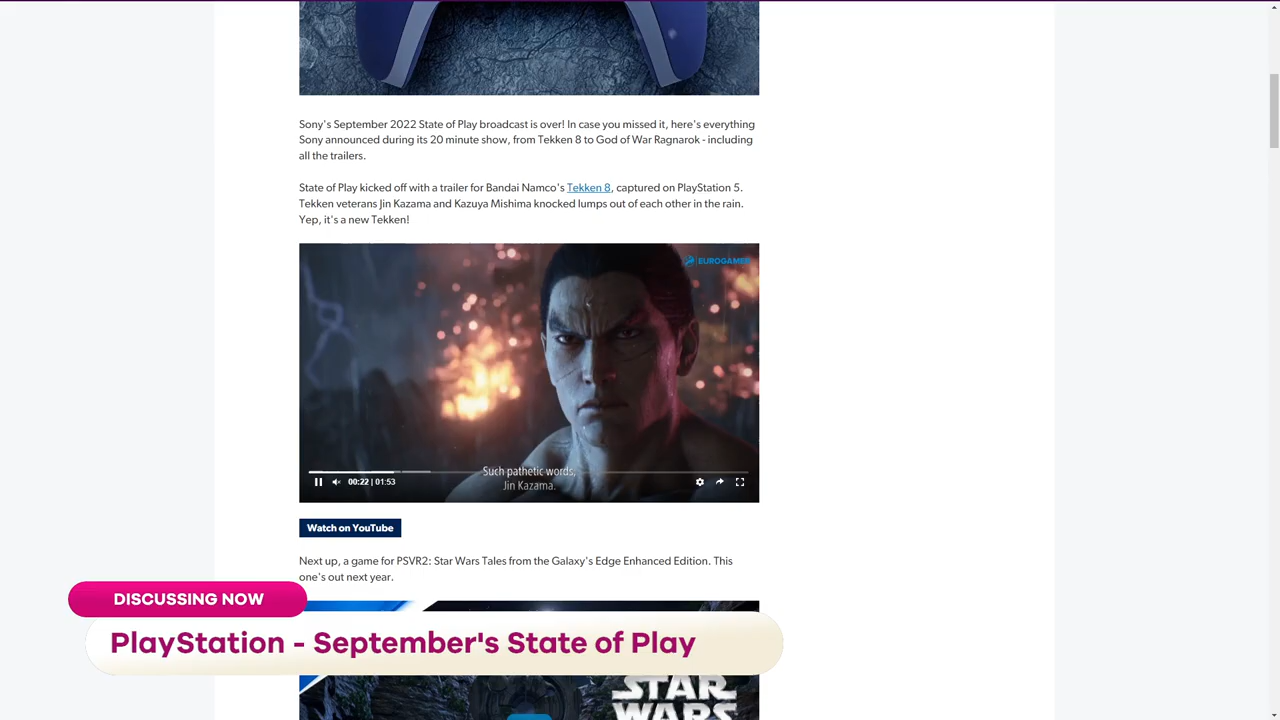 Sony's September 2022 State of Play broadcast is over! In case you missed it, here's everything
Sony announced during its 20 minute show, from Tekken 8 to God of War Ragnarok - including
all the trailers.
State of Play kicked off with a trailer for Bandai Namco's Tekken 8, captured on PlayStation 5.
Tekken veterans Jin Kazama and Kazuya Mishima knocked lumps out of each other in the rain.
Yep, it's a new Tekken!
EUROGAMER
Such pathetic words,
Jin Kazama.
00:22 | 01:53
Watch on YouTube
Next up, a game for PSVR2: Star Wars Tales from the Galaxy's Edge Enhanced Edition. This
one's out next year.
DISCUSSING NOW
PlayStation - September's State of Play
STAR
WARS